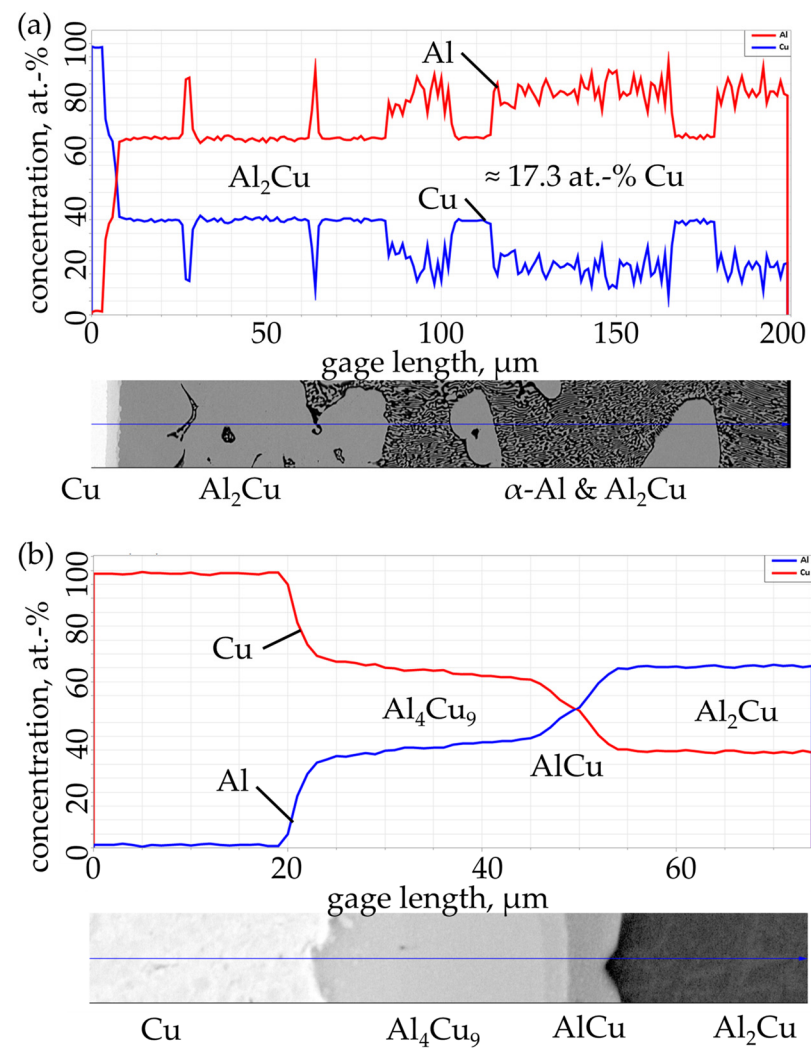 (a)
100
80
60
40
20
0
concentration, at.-%
Al
Cu
Al
Al₂Cu
≈ 17.3 at.-% Cu
Cu
0
50
100
150
200
gage length, μm
Cu
Al₂Cu
α-Al & Al₂Cu
(b)
100
80
60
40
20
0
concentration, at.-%
Al
Cu
Cu
Al₄Cu₉
Al₂Cu
AlCu
Al
0
20
40
60
gage length, μm
Cu
Al₄Cu₉
AlCu
Al₂Cu